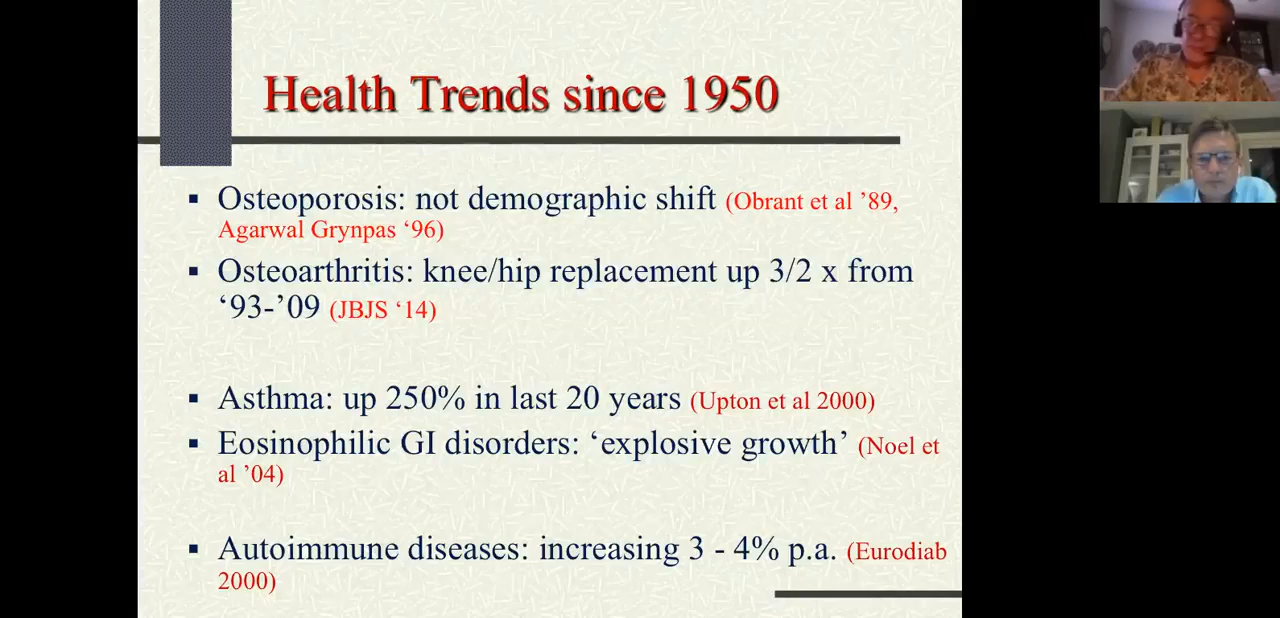 Health Trends since 1950
▪ Osteoporosis: not demographic shift (Obrant et al ’89,
Agarwal Grynpas ‘96)
▪ Osteoarthritis: knee/hip replacement up 3/2 x from
‘93-’09 (JBJS ‘14)
▪ Asthma: up 250% in last 20 years (Upton et al 2000)
▪ Eosinophilic GI disorders: ‘explosive growth’ (Noel et
al ’04)
▪ Autoimmune diseases: increasing 3 - 4% p.a. (Eurodiab
2000)